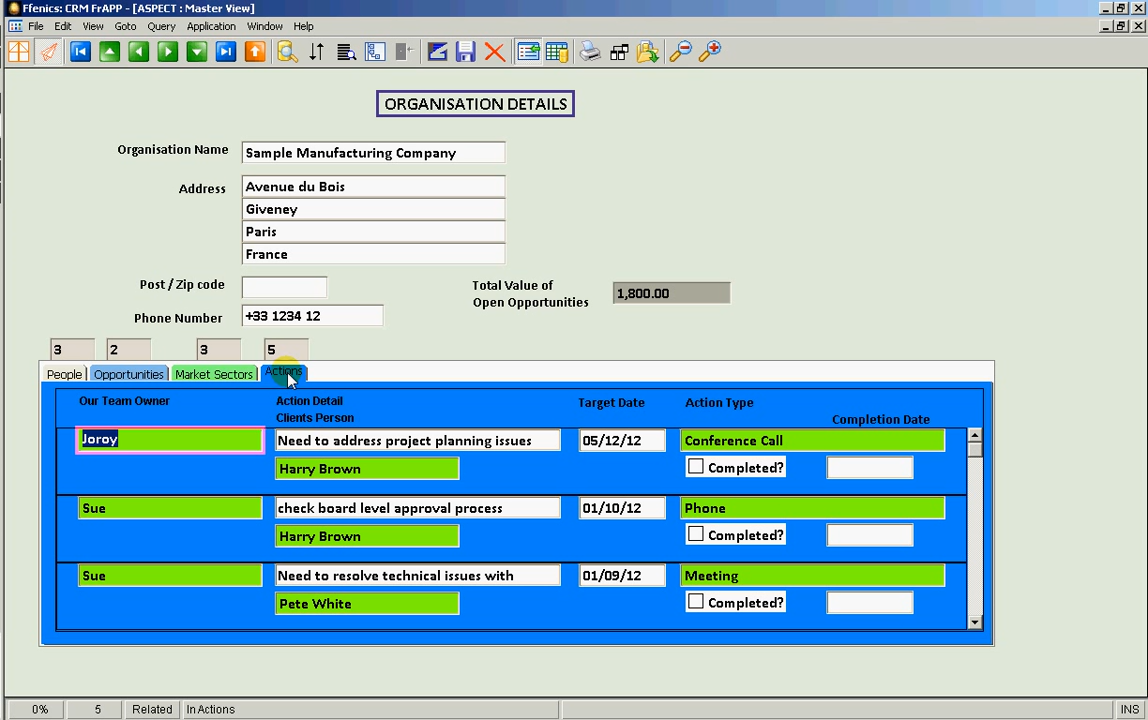 Ffenics: CRM FrAPP - [ASPECT : Master View]
File Edit View Goto Query Application Window Help
ORGANISATION DETAILS
Organisation Name Sample Manufacturing Company
Address Avenue du Bois
Giveney
Paris
France
Post / Zip code
Total Value of
Open Opportunities 1,800.00
Phone Number +33 1234 12
3 2 3 5
People Opportunities Market Sectors Actions
Our Team Owner Action Detail Target Date Action Type
Clients Person Completion Date
Joroy Need to address project planning issues 05/12/12 Conference Call
Harry Brown Completed?
Sue check board level approval process 01/10/12 Phone
Harry Brown Completed?
Sue Need to resolve technical issues with 01/09/12 Meeting
Pete White Completed?
0% 5 Related In Actions INS